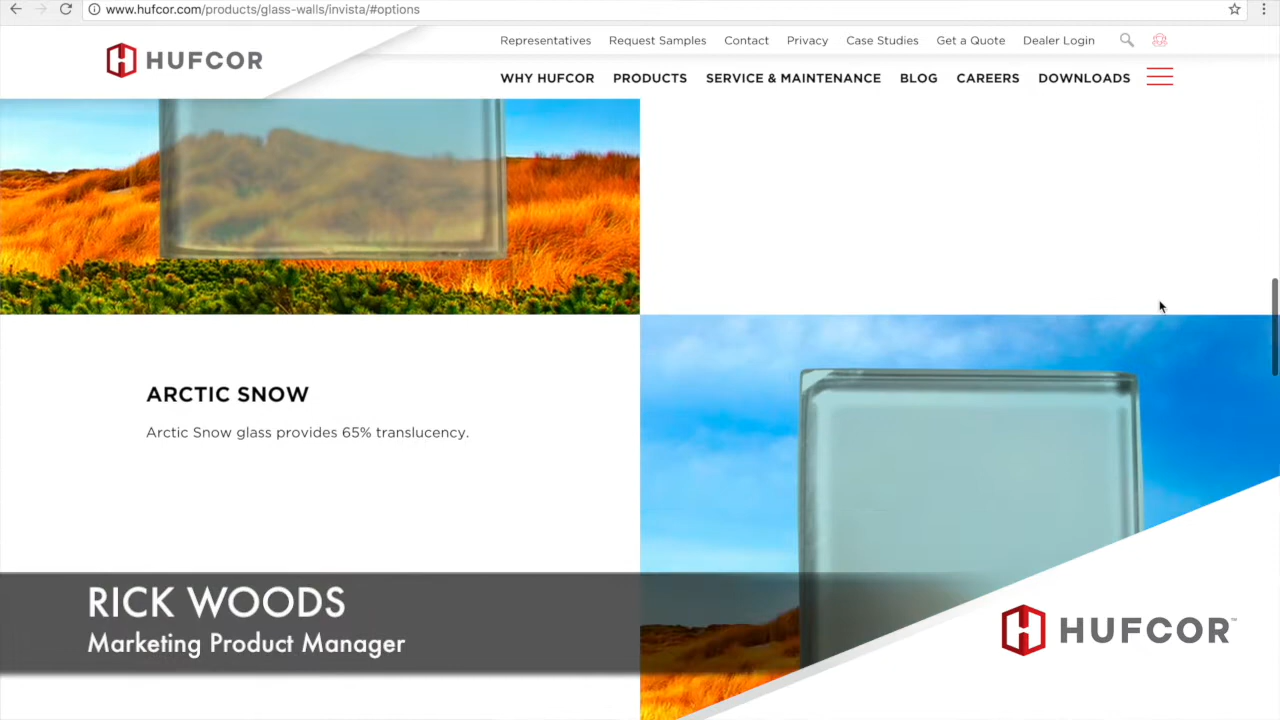 www.hufcor.com/products/glass-walls/invista/#options
Representatives Request Samples Contact Privacy Case Studies Get a Quote Dealer Login
HUFCOR
WHY HUFCOR PRODUCTS SERVICE & MAINTENANCE BLOG CAREERS DOWNLOADS
ARCTIC SNOW
Arctic Snow glass provides 65% translucency.
RICK WOODS
Marketing Product Manager
HUFCOR™